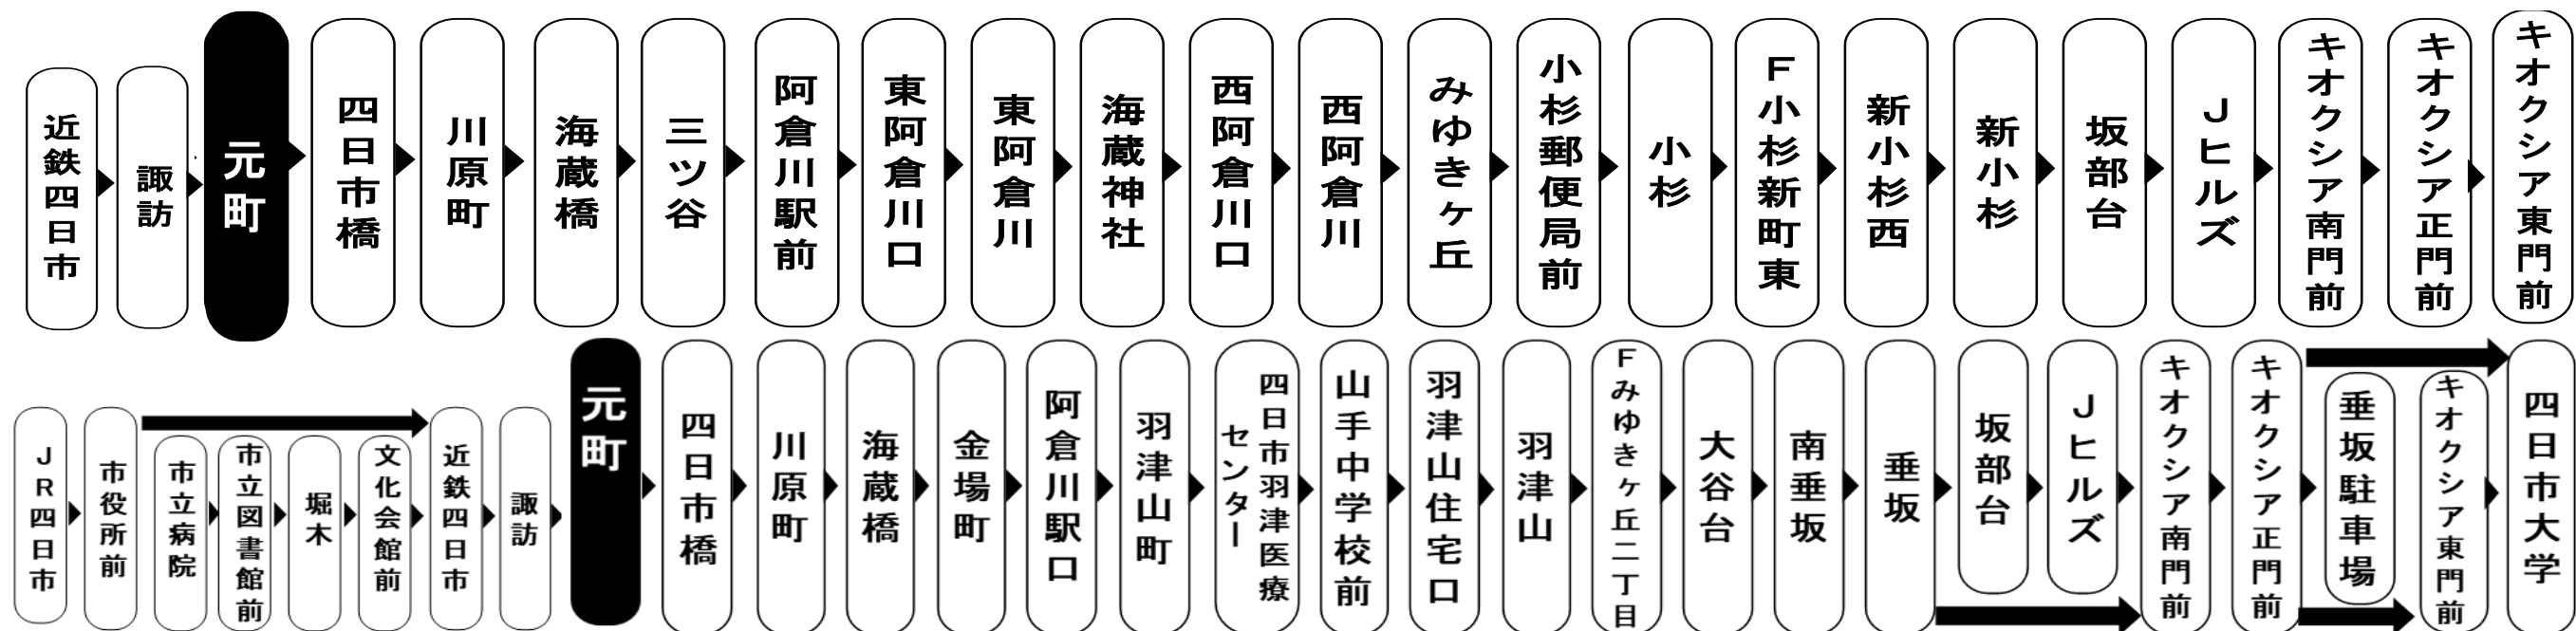 近鉄四日市
諏訪
元町
四日市橋
川原町
海蔵橋
三ツ谷
阿倉川駅前
東阿倉川口
東阿倉川
海蔵神社
西阿倉川口
西阿倉川
みゆきヶ丘
小杉郵便局前
小杉
Ｆ小杉新町東
新小杉西
新小杉
坂部台
Ｊヒルズ
キオクシア南門前
キオクシア正門前
キオクシア東門前
ＪＲ四日市
市役所前
市立病院
市立図書館前
堀木
文化会館前
近鉄四日市
諏訪
元町
四日市橋
川原町
海蔵橋
金場町
阿倉川駅口
羽津山町
四日市羽津医療
センター
山手中学校前
羽津山住宅口
羽津山
Ｆみゆきヶ丘二丁目
大谷台
南垂坂
垂坂
坂部台
Ｊヒルズ
キオクシア南門前
キオクシア正門前
垂坂駐車場
キオクシア東門前
四日市大学